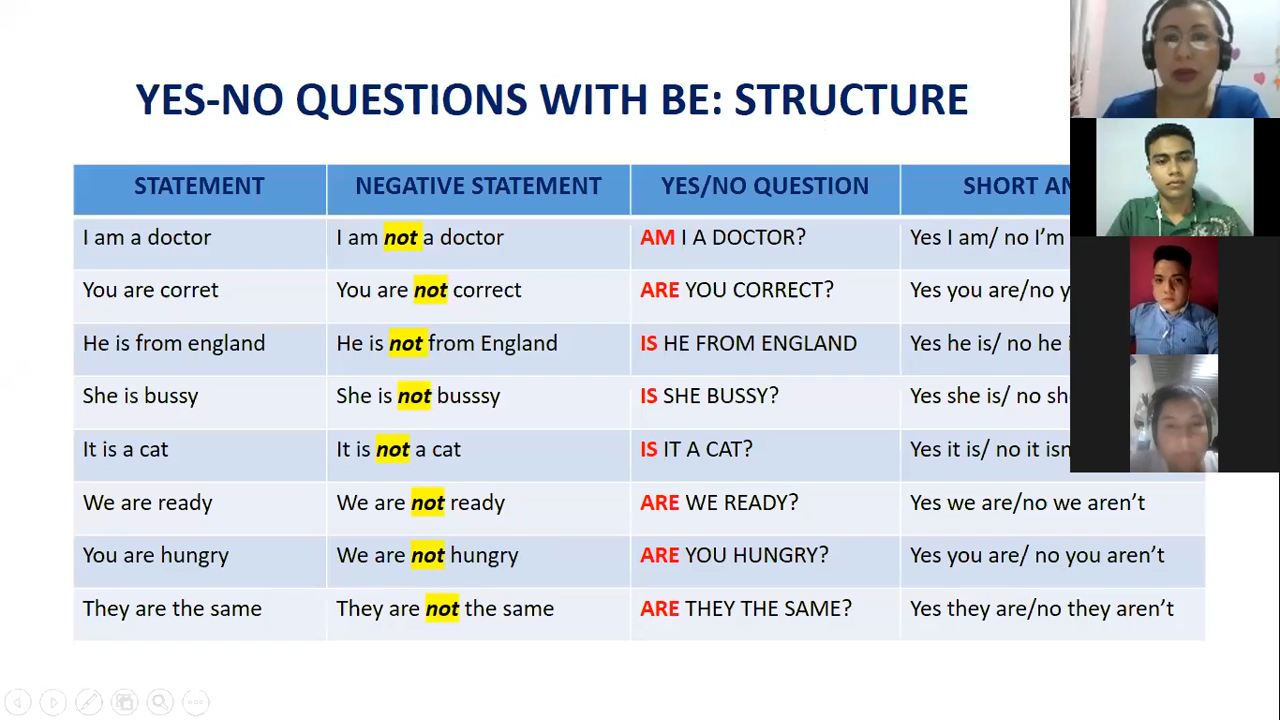 YES-NO QUESTIONS WITH BE: STRUCTURE
STATEMENT NEGATIVE STATEMENT YES/NO QUESTION SHORT
I am a doctor I am not a doctor AM I A DOCTOR? Yes I am/ no I'm
You are corret You are not correct ARE YOU CORRECT? Yes you are/no
He is from england He is not from England IS HE FROM ENGLAND Yes he is/ no he
She is bussy She is not busssy IS SHE BUSSY? Yes she is/ no
It is a cat It is not a cat IS IT A CAT? Yes it is/ no it
We are ready We are not ready ARE WE READY? Yes we are/no we aren't
You are hungry We are not hungry ARE YOU HUNGRY? Yes you are/ no you aren't
They are the same They are not the same ARE THEY THE SAME? Yes they are/no they aren't